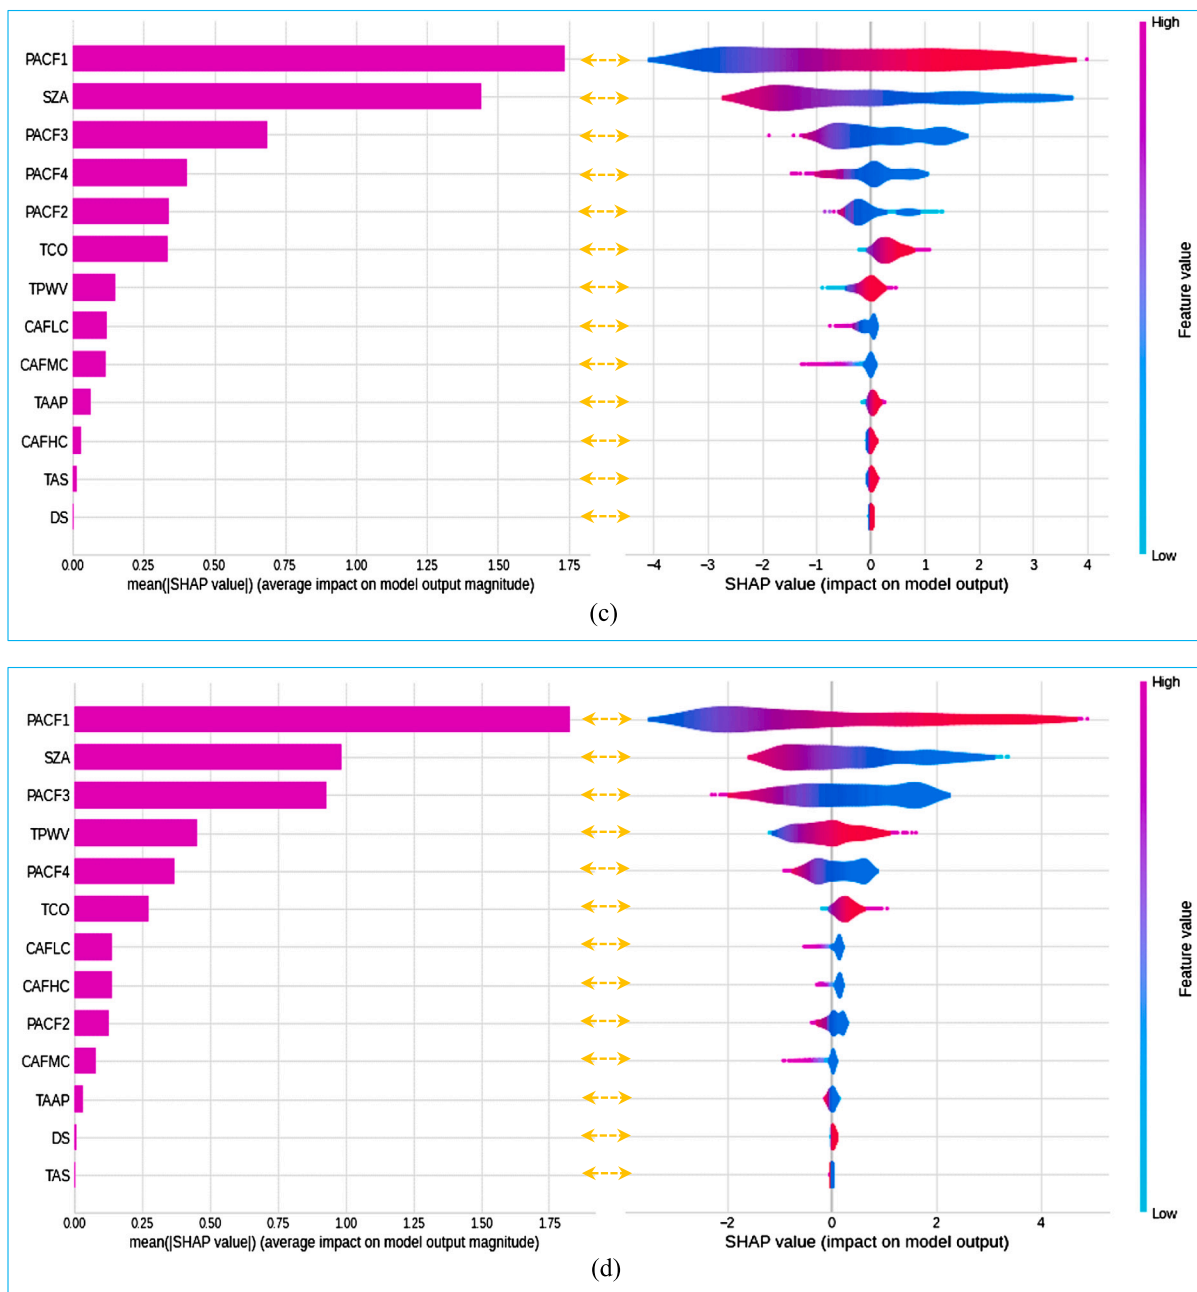 PACF1
SZA
PACF3
PACF4
PACF2
TCO
TPWV
CAFLC
CAFMC
TAAP
CAFHC
TAS
DS
0.00 0.25 0.50 0.75 1.00 1.25 1.50 1.75
mean(|SHAP value|) (average impact on model output magnitude)
−4 −3 −2 −1 0 1 2 3 4
SHAP value (impact on model output)
High
Feature value
Low
(c)
PACF1
SZA
PACF3
TPWV
PACF4
TCO
CAFLC
CAFHC
PACF2
CAFMC
TAAP
DS
TAS
0.00 0.25 0.50 0.75 1.00 1.25 1.50 1.75
mean(|SHAP value|) (average impact on model output magnitude)
−2 0 2 4
SHAP value (impact on model output)
High
Feature value
Low
(d)